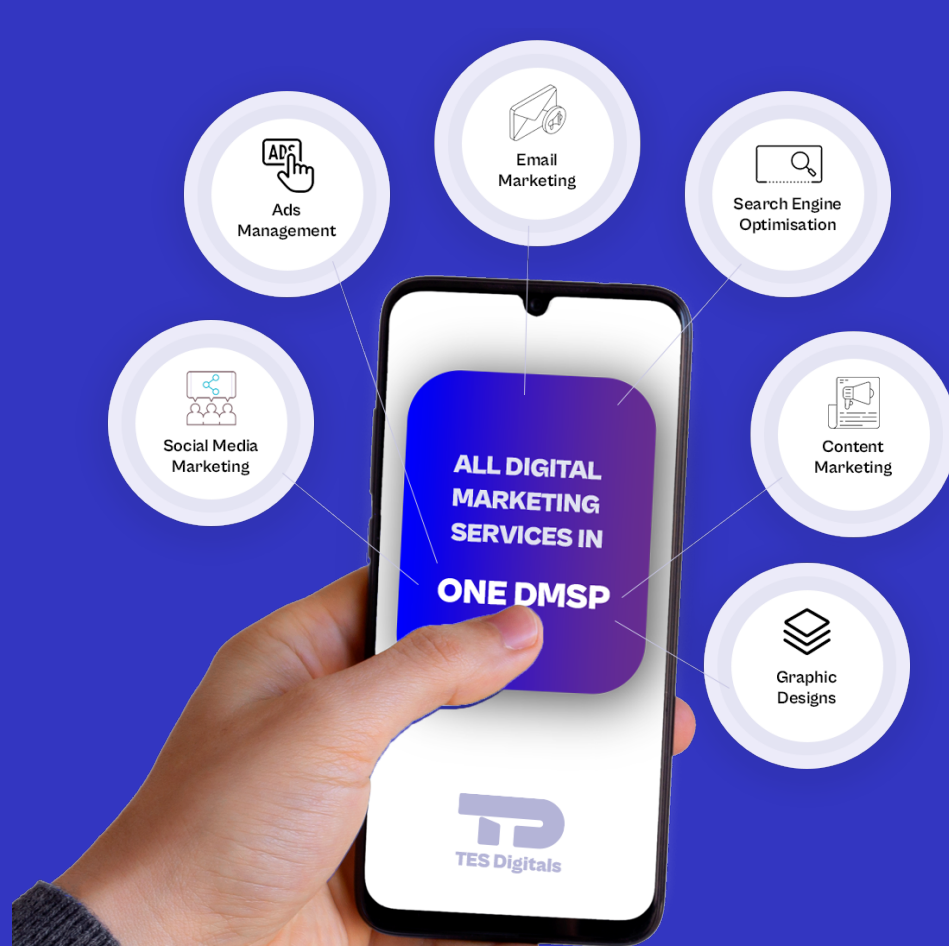 Email
Marketing
ADS
Ads
Management
Search Engine
Optimisation
Social Media
Marketing
Content
Marketing
ALL DIGITAL
MARKETING
SERVICES IN
ONE DMSP
Graphic
Designs
TES Digitals